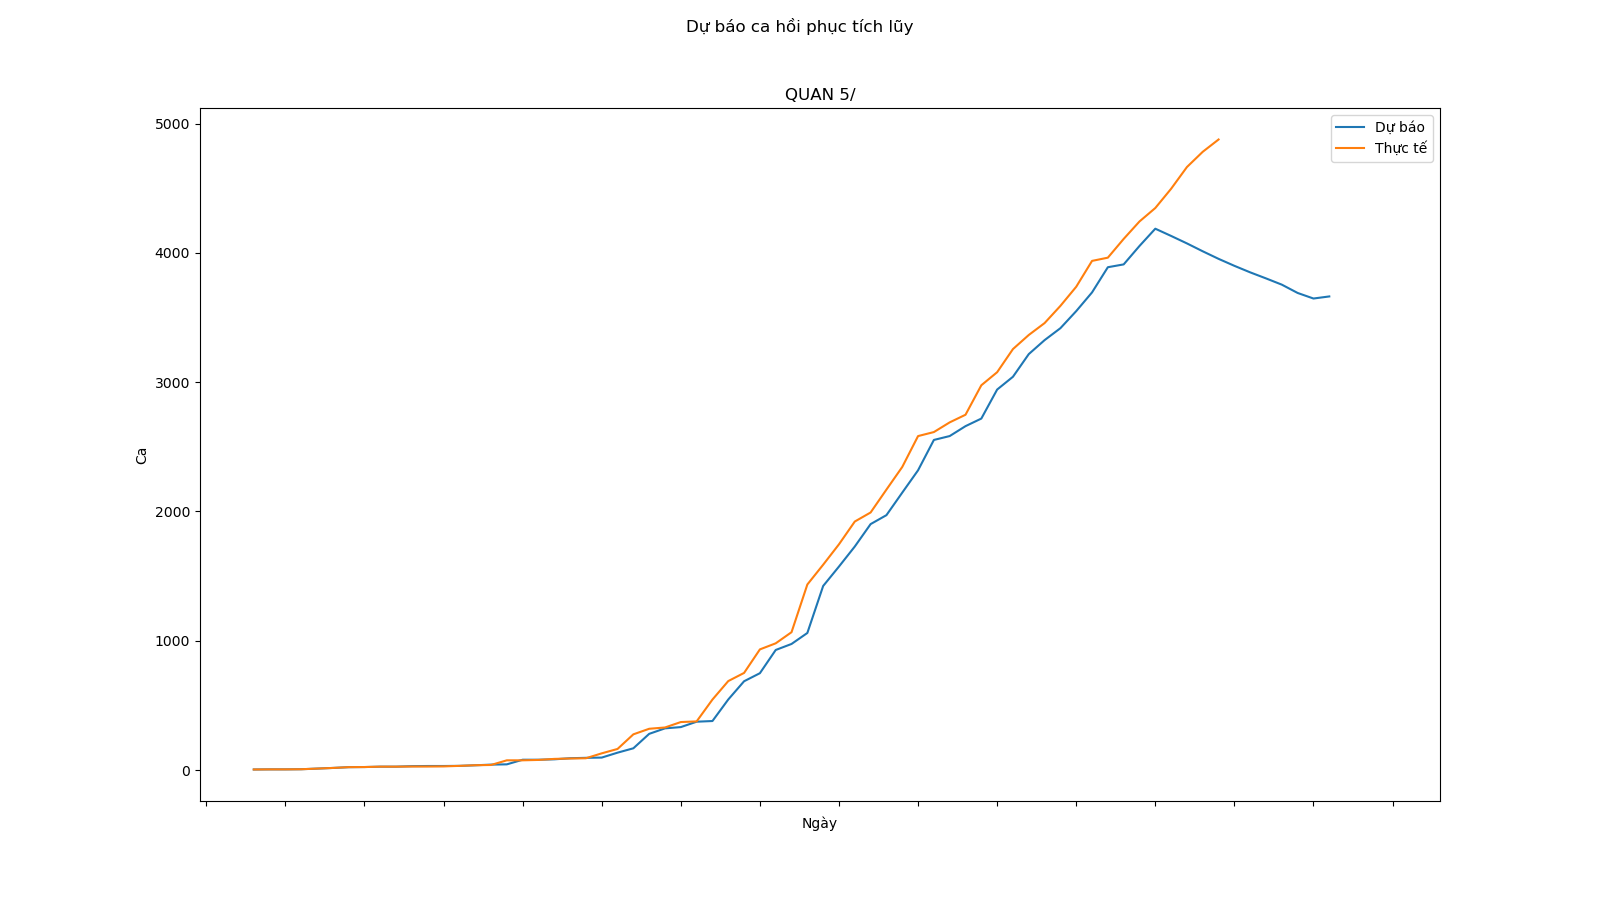 Dự báo ca hồi phục tích lũy
QUAN 5/
5000
4000
3000
2000
1000
0
Ca
Dự báo
Thực tế
Ngày